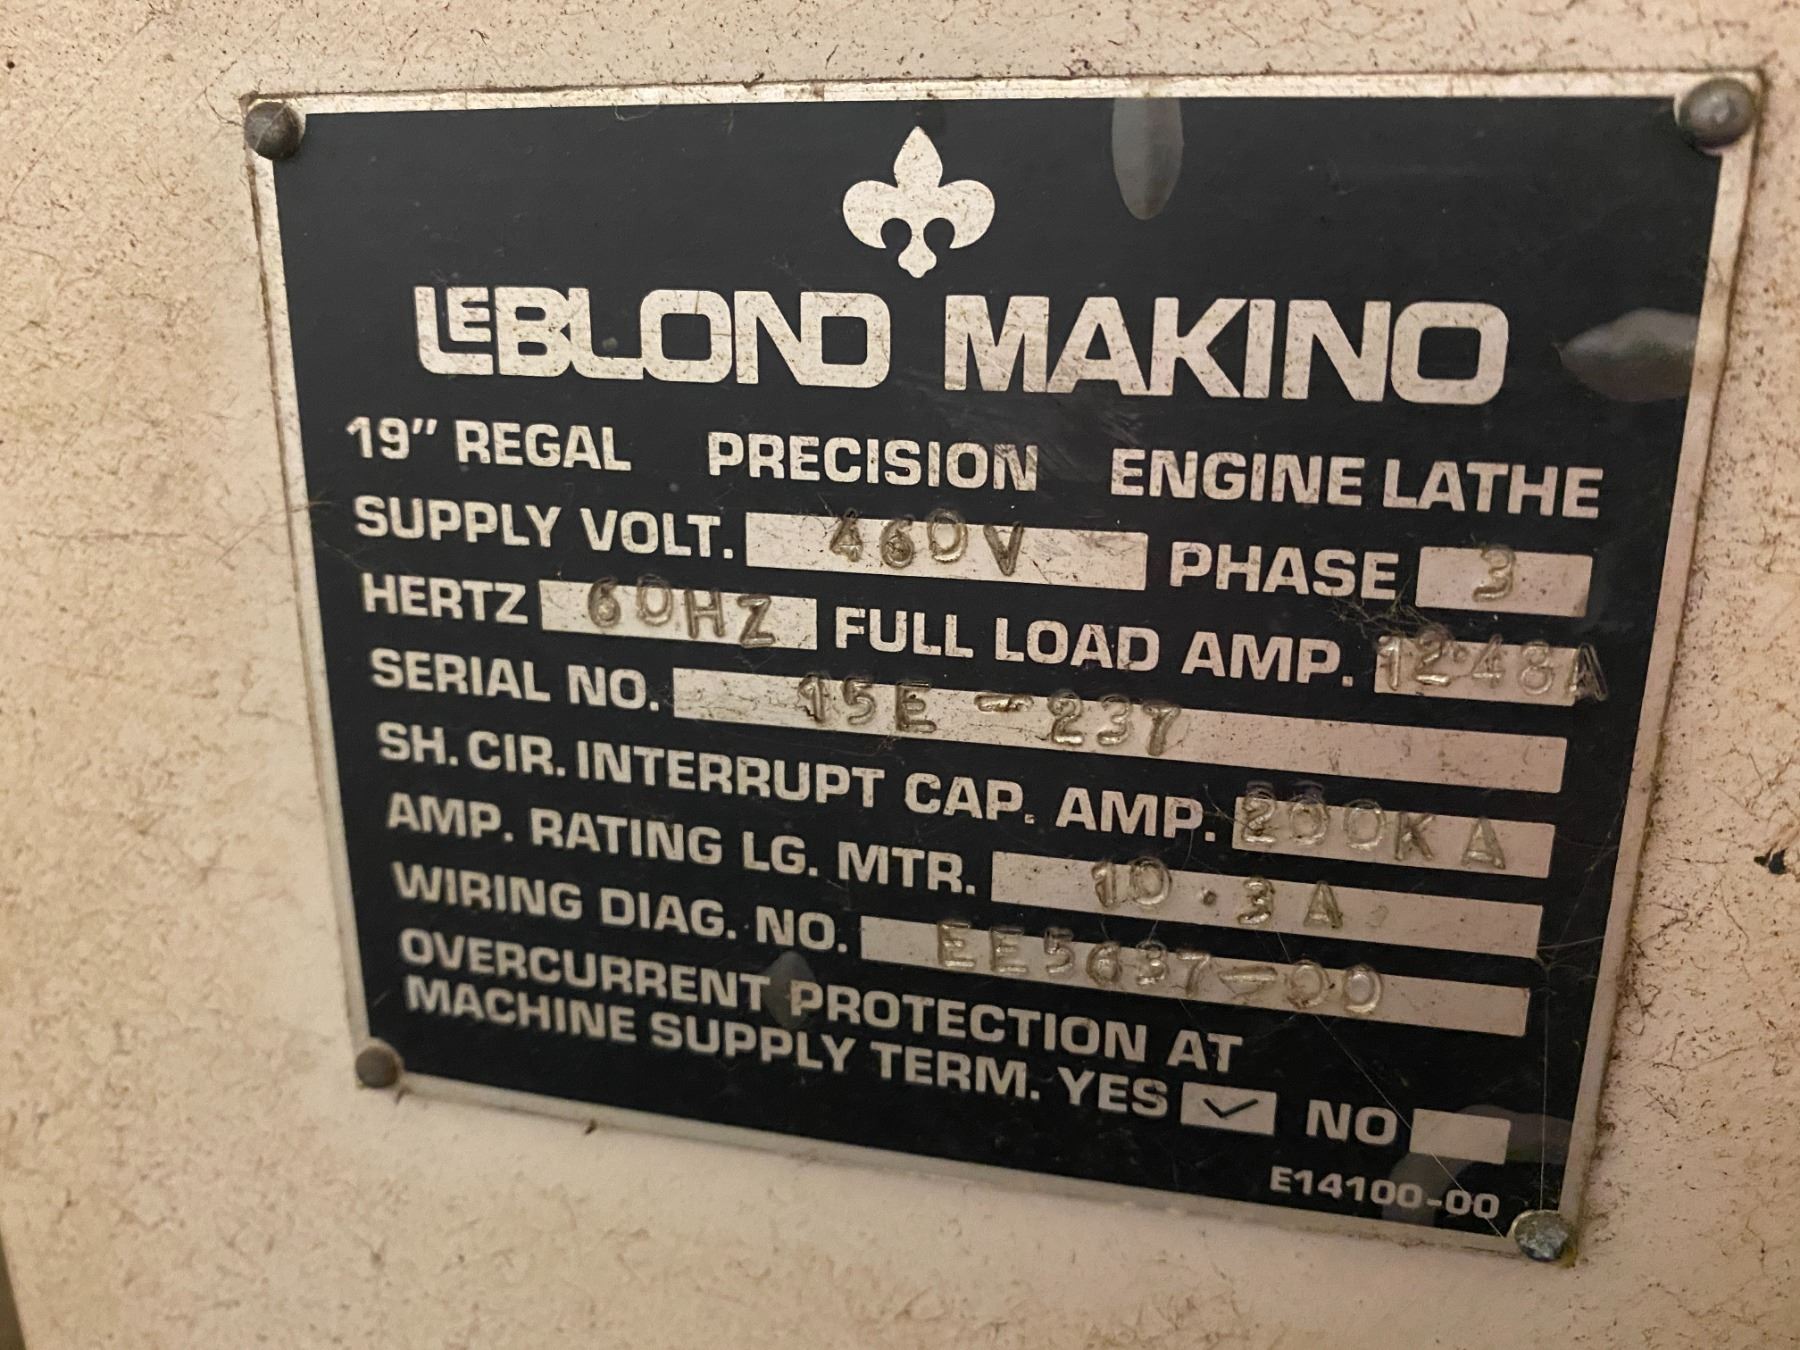 LEBLOND MAKINO
19" REGAL PRECISION ENGINE LATHE
SUPPLY VOLT. 460V PHASE 3
HERTZ 60HZ FULL LOAD AMP. 12.48A
SERIAL NO. 15E-237
SH. CIR. INTERRUPT CAP. AMP. 200KA
AMP. RATING LG. MTR. 10.3A.
WIRING DIAG. NO. EE5637-00
OVERCURRENT PROTECTION AT
MACHINE SUPPLY TERM. YES ✓ NO
E14100-00